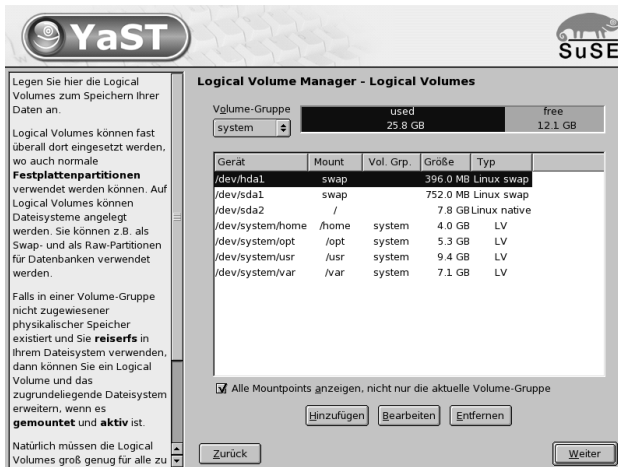 YaST
SuSE
Legen Sie hier die Logical
Volumes zum Speichern Ihrer
Daten an.
Logical Volumes können fast
überall dort eingesetzt werden,
wo auch normale
Festplattenpartitionen
verwendet werden können. Auf
Logical Volumes können
Dateisysteme angelegt
werden. Sie können z.B. als
Swap- und als Raw-Partitionen
für Datenbanken verwendet
werden.
Falls in einer Volume-Gruppe
nicht zugewiesener
physikalischer Speicher
existiert und Sie reiserfs in
Ihrem Dateisystem verwenden,
dann können Sie ein Logical
Volume und das
zugrundeliegende Dateisystem
erweitern, wenn es
gemountet und aktiv ist.
Natürlich müssen die Logical
Volumes groß genug für alle zu
Logical Volume Manager - Logical Volumes
Volume-Gruppe
system
used
25.8 GB
free
12.1 GB
Gerät Mount Vol. Grp. Größe Typ
/dev/hda1 swap 396.0 MB Linux swap
/dev/sda1 swap 752.0 MB Linux swap
/dev/sda2 / 7.8 GB Linux native
/dev/system/home /home system 4.0 GB LV
/dev/system/opt /opt system 5.3 GB LV
/dev/system/usr /usr system 9.4 GB LV
/dev/system/var /var system 7.1 GB LV
Alle Mountpoints anzeigen, nicht nur die aktuelle Volume-Gruppe
Hinzufügen Bearbeiten Entfernen
Zurück Weiter